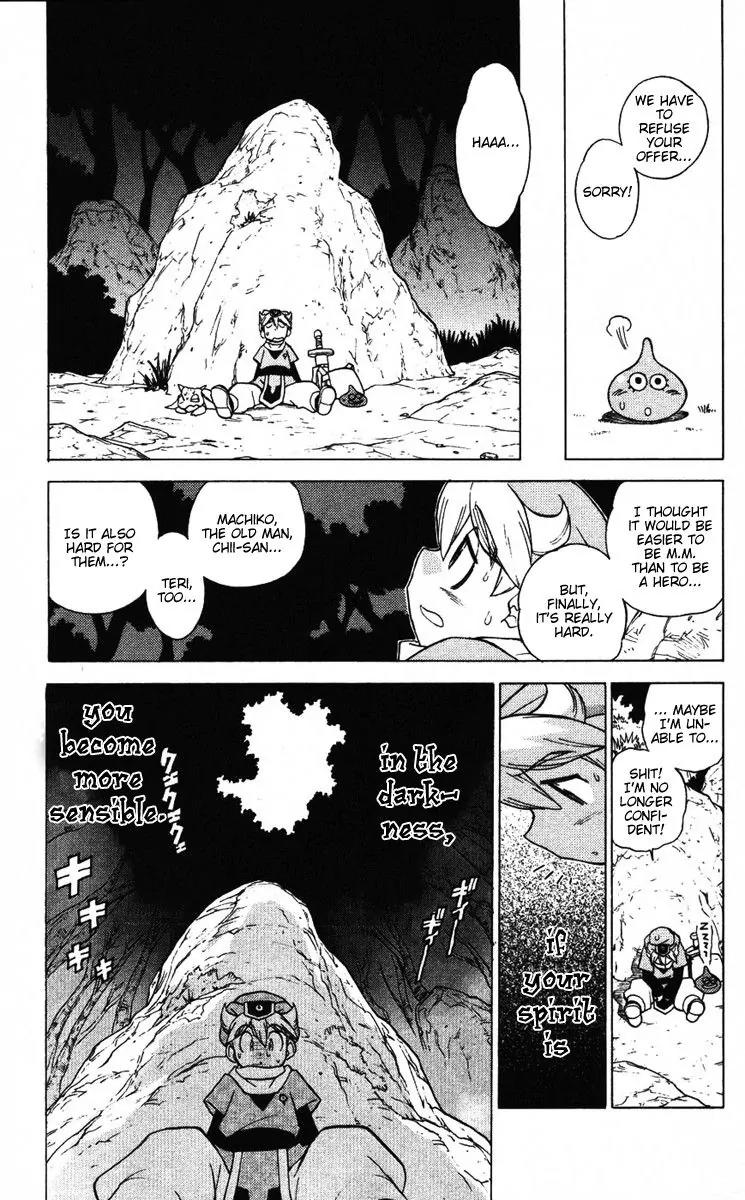 WE HAVE
TO
REFUSE
YOUR
OFFER...
SORRY!
HAAA...
I THOUGHT
IT WOULD BE
EASIER TO
BE M.M.
THAN TO BE
A HERO...
BUT,
FINALLY,
IT'S REALLY
HARD.
MACHIKO,
THE OLD MAN,
CHII-SAN...
TERI,
TOO...
IS IT ALSO
HARD FOR
THEM...?
... MAYBE
I'M UN-
ABLE TO...
SHIT!
I'M NO
LONGER
CONFI-
DENT!
ZZZ
if
your
spirit
is
in the
dark-
ness,
you
become
more
sensible.
クェクェクェ
ギィギィ
キキキッ